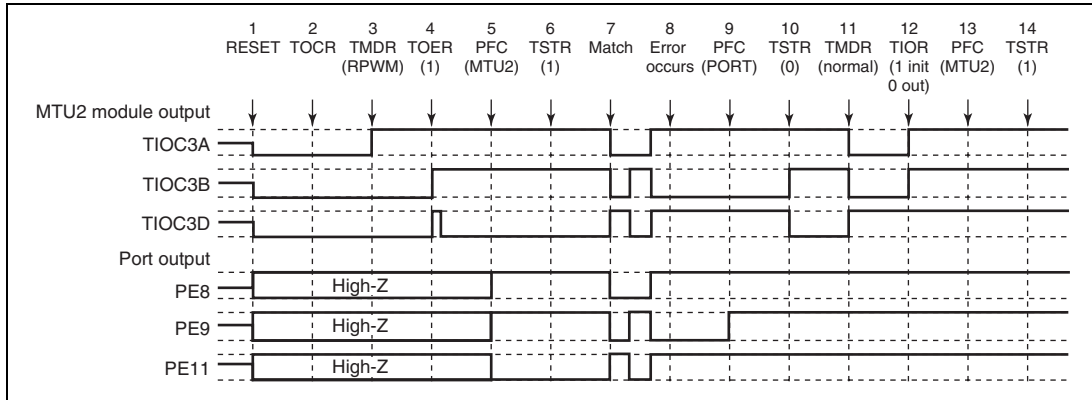 1 2 3 4 5 6 7 8 9 10 11 12 13 14
RESET TOCR TMDR TOER PFC TSTR Match Error PFC TSTR TMDR TIOR PFC TSTR
(RPWM) (1) (MTU2) (1) occurs (PORT) (0) (normal) (1 init (MTU2) (1)
0 out)
MTU2 module output
TIOC3A
TIOC3B
TIOC3D
Port output
PE8 High-Z
PE9 High-Z
PE11 High-Z